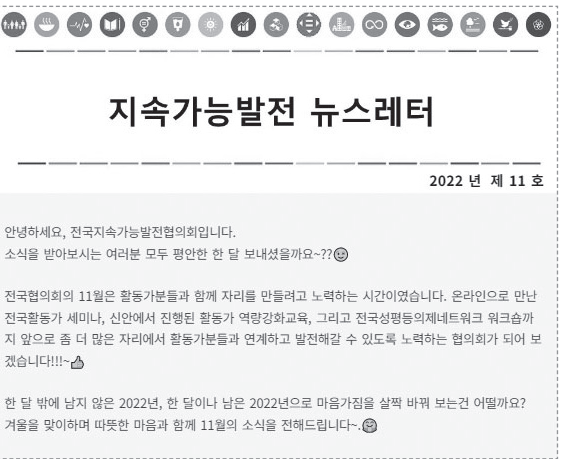 지속가능발전 뉴스레터
2022 년 제 11 호
안녕하세요, 전국지속가능발전협의회입니다.
소식을 받아보시는 여러분 모두 평안한 한 달 보내셨을까요~??
전국협의회의 11월은 활동가분들과 함께 자리를 만들려고 노력하는 시간이였습니다. 온라인으로 만난
전국활동가 세미나, 신안에서 진행된 활동가 역량강화교육, 그리고 전국성평등의제네트워크 워크숍까
지 앞으로 좀 더 많은 자리에서 활동가분들과 연계하고 발전해갈 수 있도록 노력하는 협의회가 되어 보
겠습니다!!!~
한 달 밖에 남지 않은 2022년, 한 달이나 남은 2022년으로 마음가짐을 살짝 바꿔 보는건 어떨까요?
겨울을 맞이하며 따뜻한 마음과 함께 11월의 소식을 전해드립니다~.